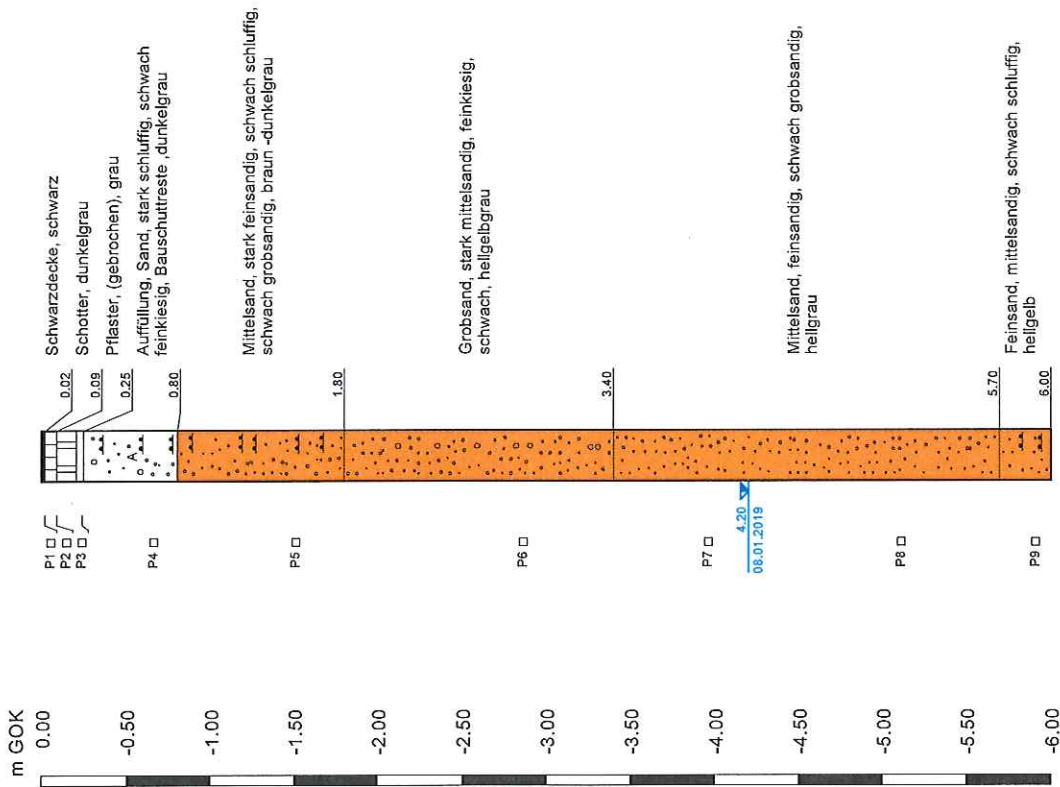 m GOK
0.00
-0.50
-1.00
-1.50
-2.00
-2.50
-3.00
-3.50
-4.00
-4.50
-5.00
-5.50
-6.00
P1
P2
P3
P4
P5
P6
P7
P8
P9
4.20
08.01.2019
A
0.02
0.09
0.25
0.80
1.80
3.40
5.70
6.00
Schwarzdecke, schwarz
Schotter, dunkelgrau
Pflaster, (gebrochen), grau
Auffüllung, Sand, stark schluffig, schwach
feinkiesig, Bauschuttreste ,dunkelgrau
Mittelsand, stark feinsandig, schwach schluffig,
schwach grobsandig, braun -dunkelgrau
Grobsand, stark mittelsandig, feinkiesig,
schwach, hellgelbgrau
Mittelsand, feinsandig, schwach grobsandig,
hellgrau
Feinsand, mittelsandig, schwach schluffig,
hellgelb